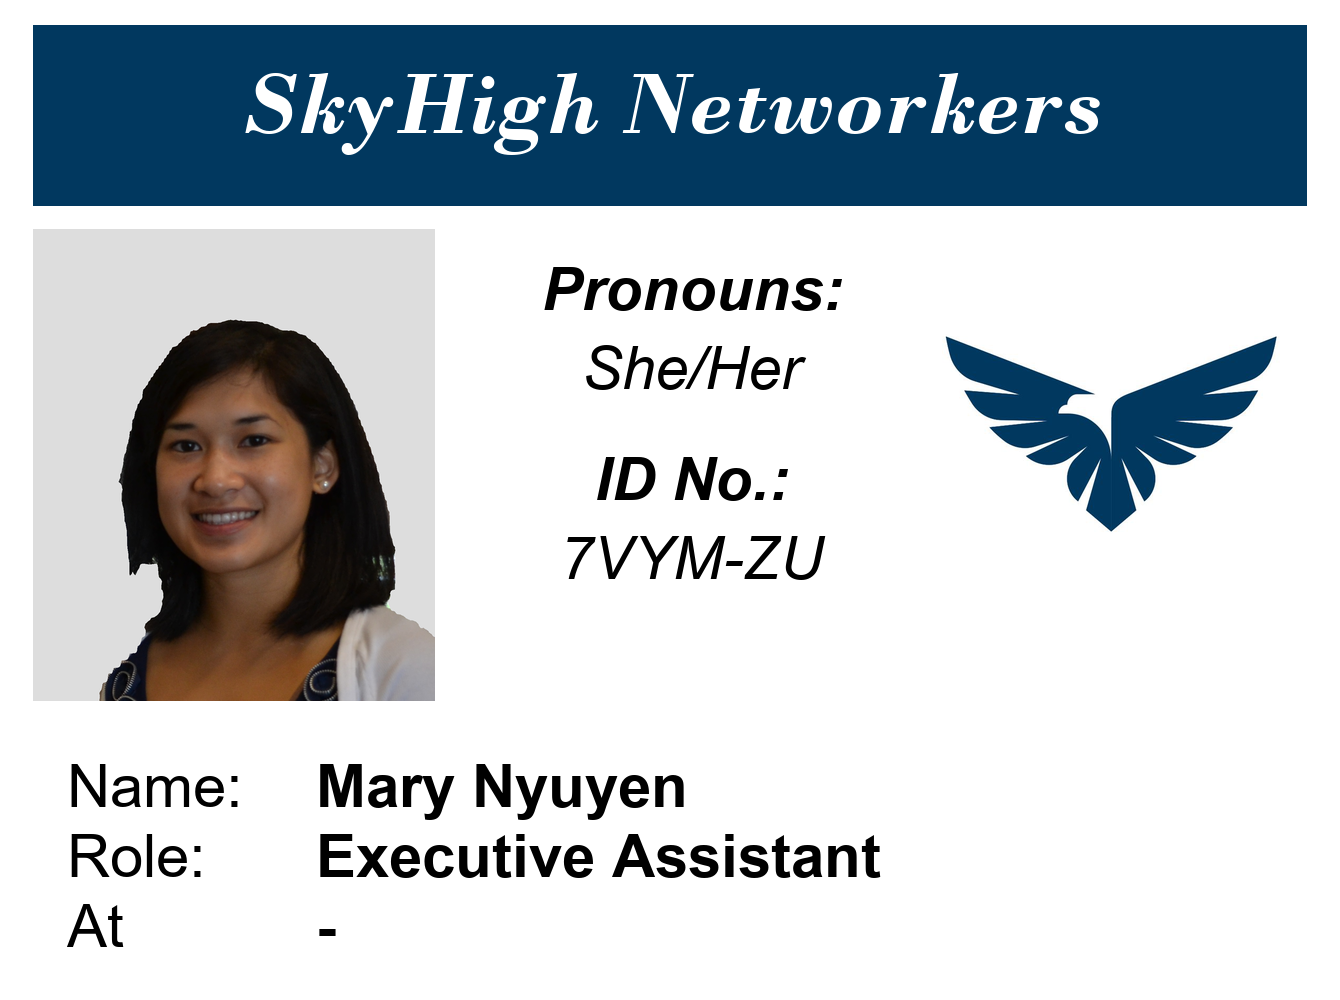 SkyHigh Networkers
Pronouns:
She/Her
ID No.:
7VYM-ZU
Name: Mary Nyuyen
Role: Executive Assistant
At -